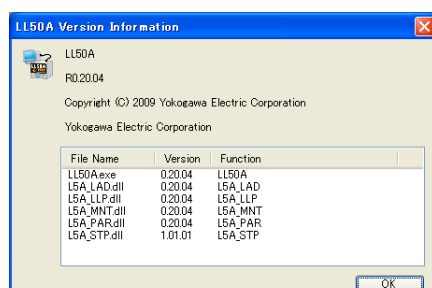 LL50A Version Information
LL50A
R0.20.04
Copyright (C) 2009 Yokogawa Electric Corporation
Yokogawa Electric Corporation
File Name Version Function
LL50A.exe 0.20.04 LL50A
L5A_LAD.dll 0.20.04 L5A_LAD
L5A_LLP.dll 0.20.04 L5A_LLP
L5A_MNT.dll 0.20.04 L5A_MNT
L5A_PAR.dll 0.20.04 L5A_PAR
L5A_STP.dll 1.01.01 L5A_STP
OK